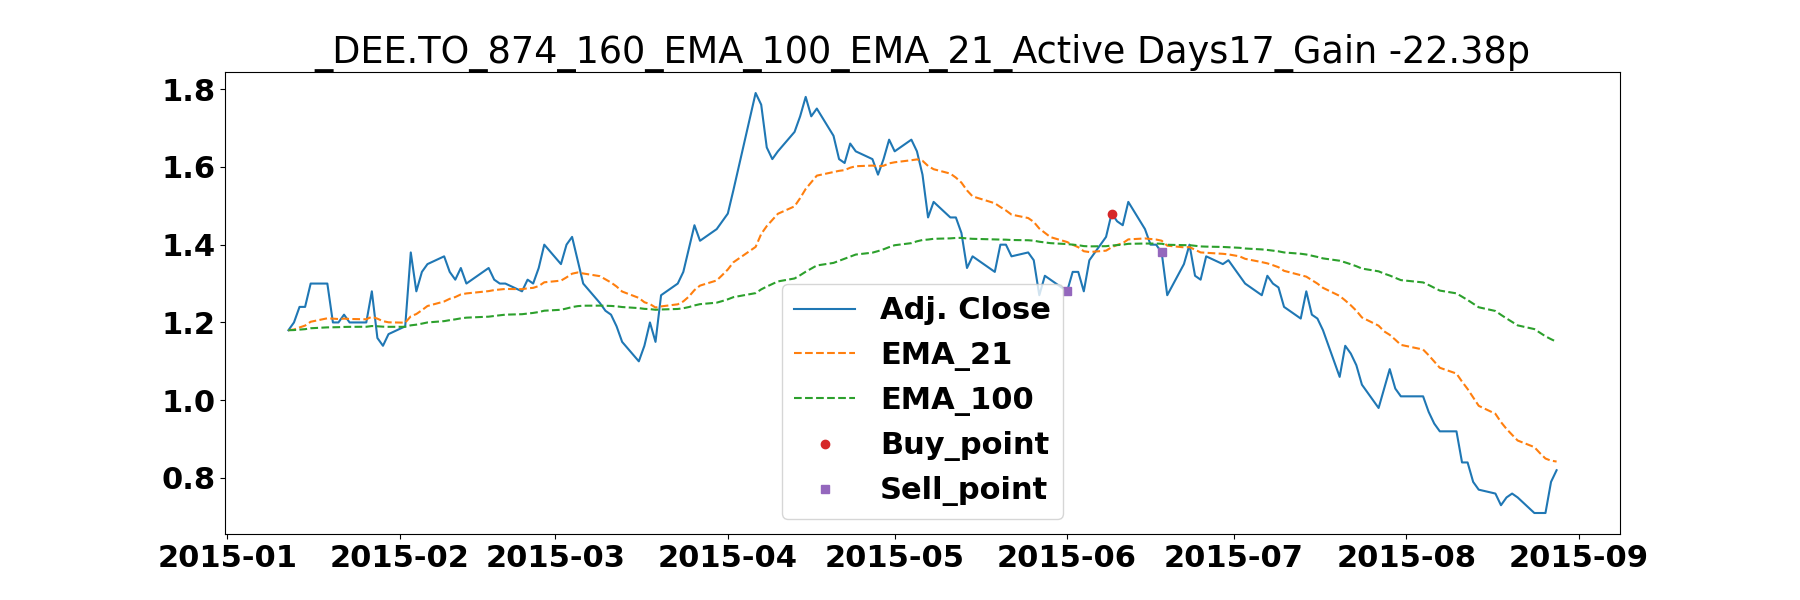 _DEE.TO_874_160_EMA_100_EMA_21_Active Days17_Gain -22.38p
1.8
1.6
1.4
1.2
1.0
0.8
Adj. Close
EMA_21
EMA_100
Buy_point
Sell_point
2015-01 2015-02 2015-03 2015-04 2015-05 2015-06 2015-07 2015-08 2015-09